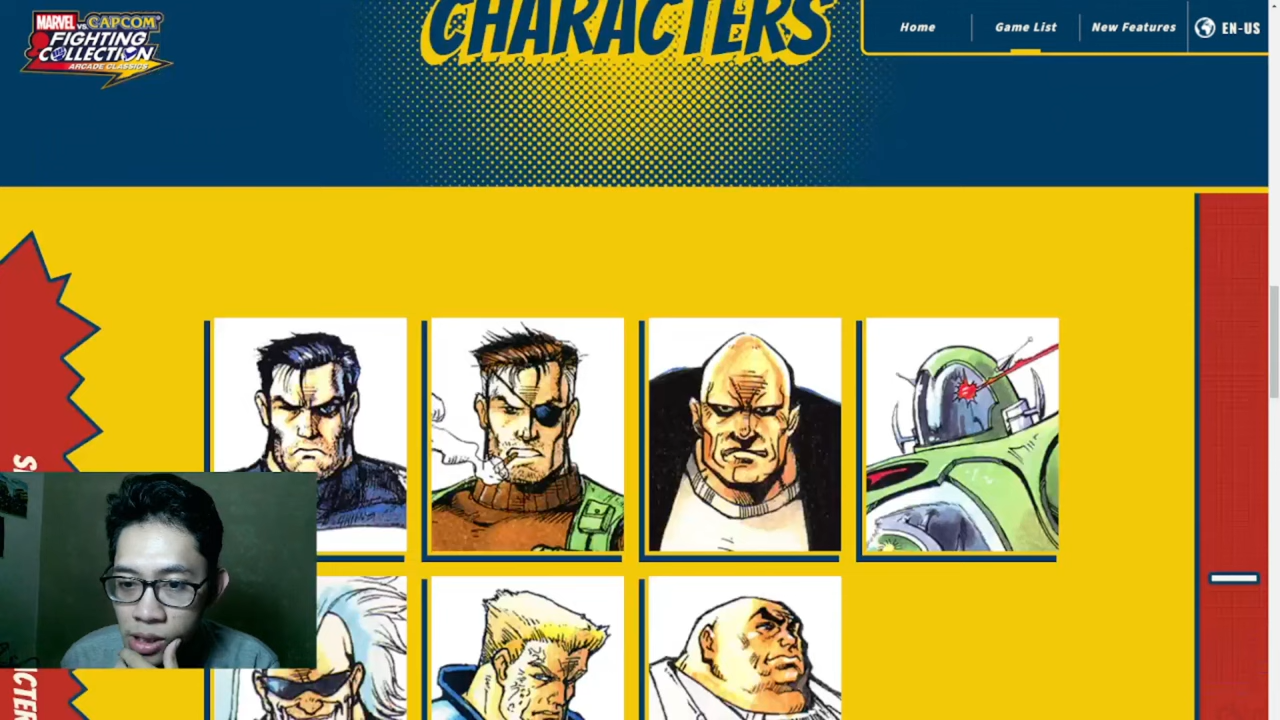 CHARACTERS
MARVEL VS. CAPCOM
FIGHTING
COLLECTION
ARCADE CLASSICS
Home
Game List
New Features
EN-US